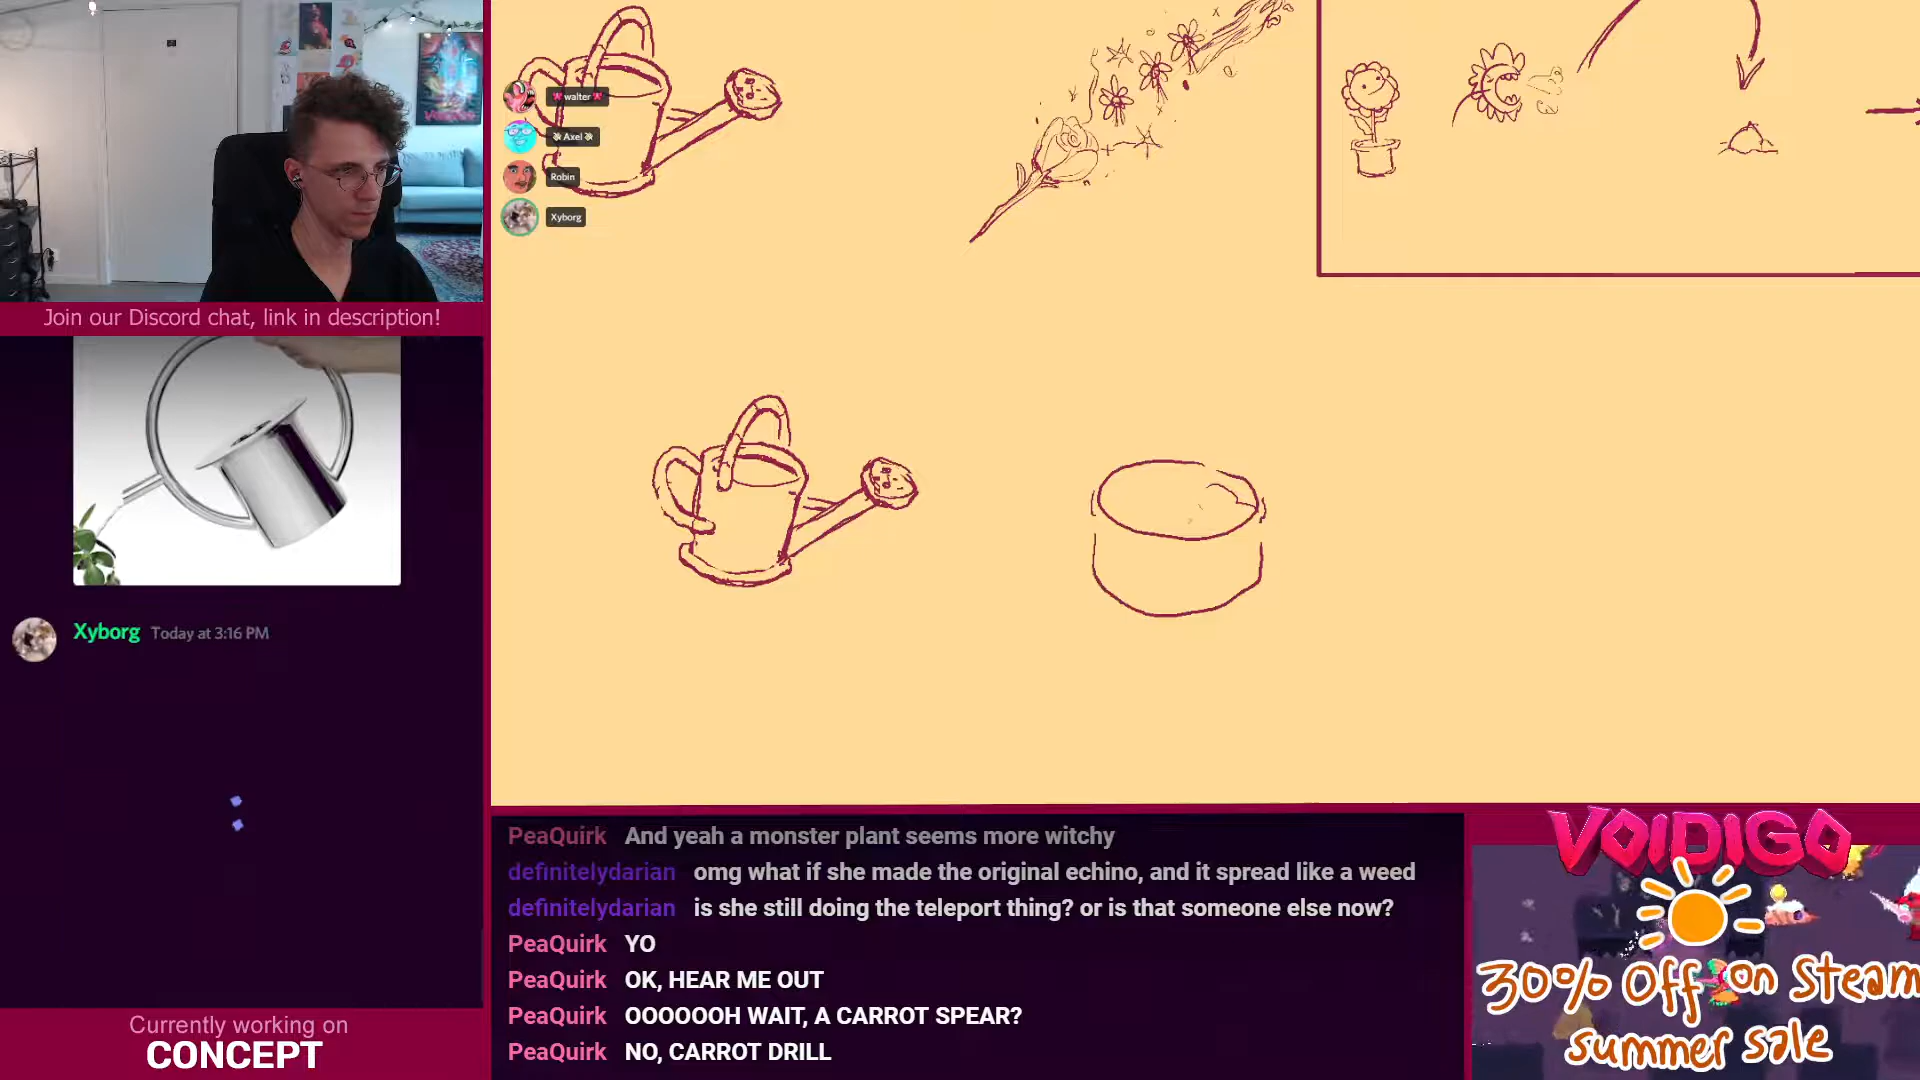 walter
Axel
Robin
Xyborg
Join our Discord chat, link in description!
Xyborg Today at 3:16 PM
Currently working on
CONCEPT
PeaQuirk And yeah a monster plant seems more witchy
definitelydarian omg what if she made the original echino, and it spread like a weed
definitelydarian is she still doing the teleport thing? or is that someone else now?
PeaQuirk YO
PeaQuirk OK, HEAR ME OUT
PeaQuirk OOOOOOH WAIT, A CARROT SPEAR?
PeaQuirk NO, CARROT DRILL
VOIDIGO
30% Off on Steam
summer sale